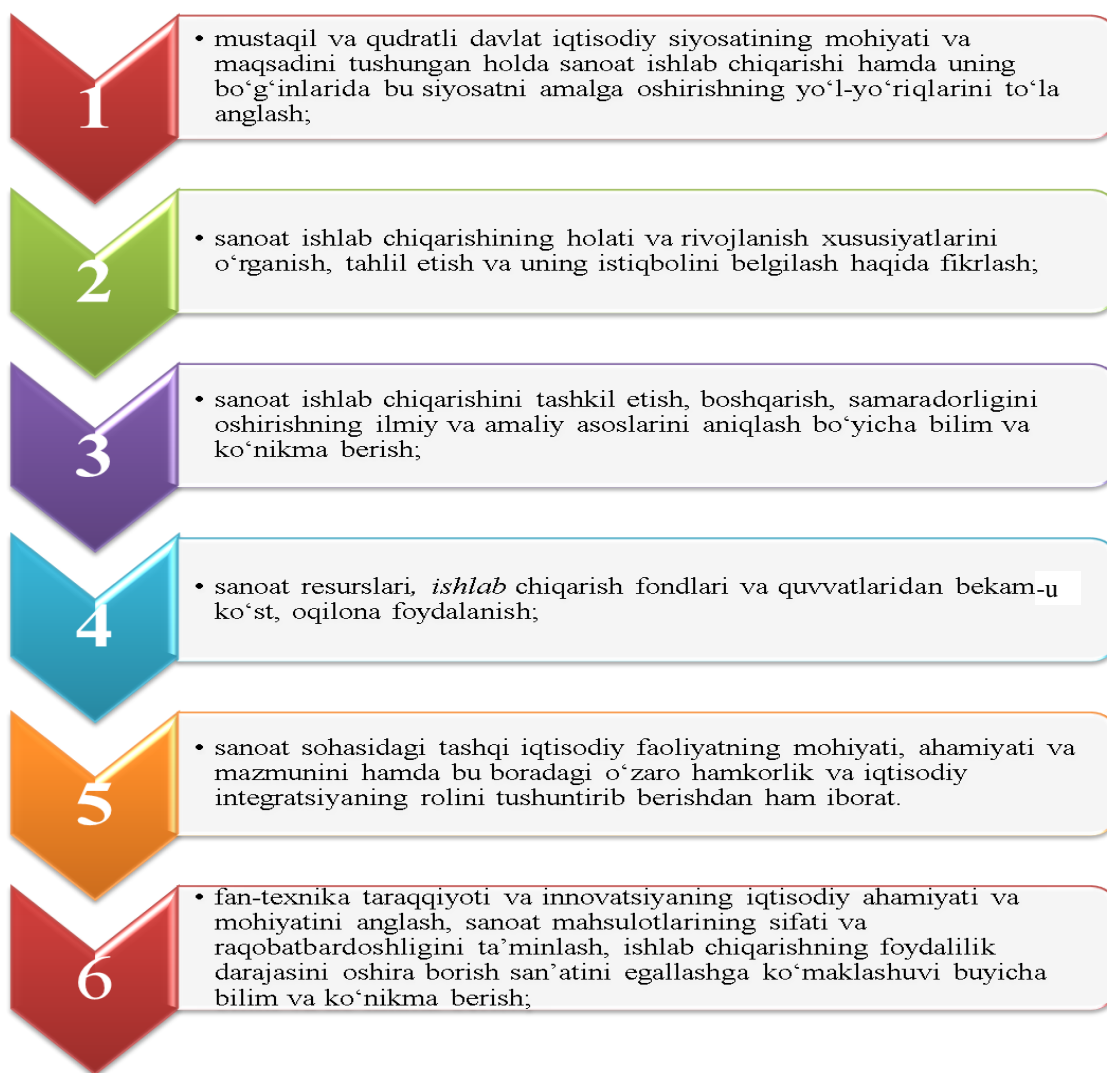 1
• mustaqil va qudratli davlat iqtisodiy siyosatining mohiyati va
maqsadini tushungan holda sanoat ishlab chiqarishi hamda uning
bo‘g‘inlarida bu siyosatni amalga oshirishning yo‘l-yo‘riqlarini to‘la
anglash;
2
• sanoat ishlab chiqarishining holati va rivojlanish xususiyatlarini
o‘rganish, tahlil etish va uning istiqbolini belgilash haqida fikrlash;
3
• sanoat ishlab chiqarishini tashkil etish, boshqarish, samaradorligini
oshirishning ilmiy va amaliy asoslarini aniqlash bo‘yicha bilim va
ko‘nikma berish;
4
• sanoat resurslari, ishlab chiqarish fondlari va quvvatlaridan bekam-u
ko‘st, oqilona foydalanish;
5
• sanoat sohasidagi tashqi iqtisodiy faoliyatning mohiyati, ahamiyati va
mazmunini hamda bu boradagi o‘zaro hamkorlik va iqtisodiy
integratsiyaning rolini tushuntirib berishdan ham iborat.
6
• fan-texnika taraqqiyoti va innovatsiyaning iqtisodiy ahamiyati va
mohiyatini anglash, sanoat mahsulotlarining sifati va
raqobatbardoshligini ta’minlash, ishlab chiqarishning foydalilik
darajasini oshira borish san’atini egallashga ko‘maklashuvi buyicha
bilim va ko‘nikma berish;